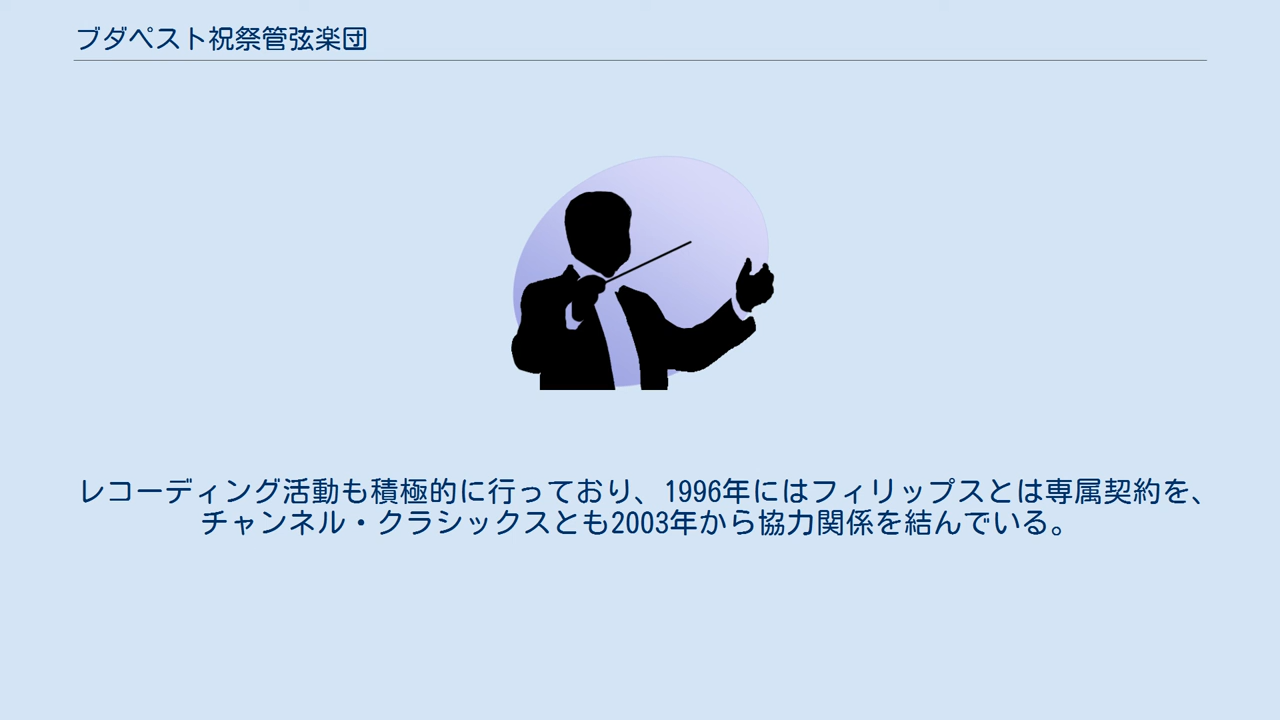 ブダペスト祝祭管弦楽団
レコーディング活動も積極的に行っており、1996年にはフィリップスとは専属契約を、
チャンネル・クラシックスとも2003年から協力関係を結んでいる。